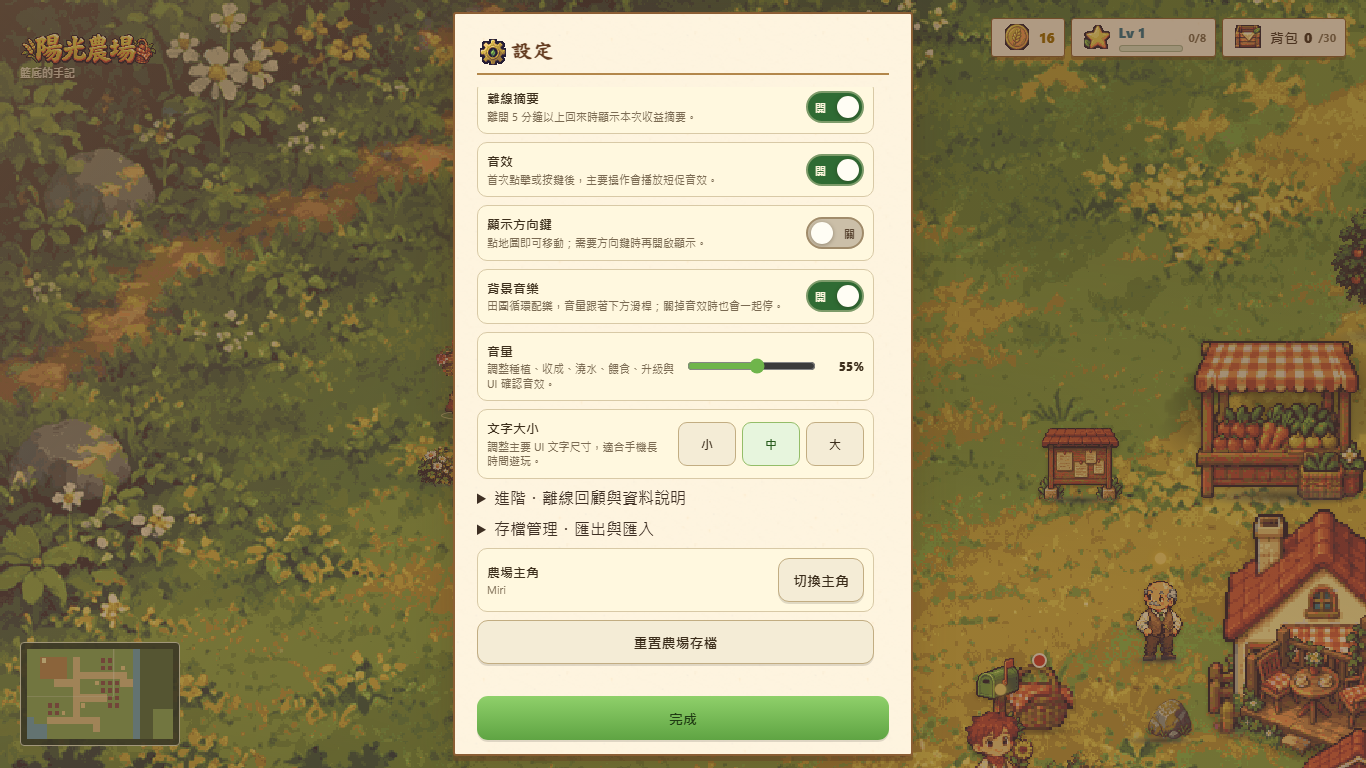 陽光農場
籃底的手記
16
Lv 1
0/8
背包 0 /30
設定
離線摘要
離開 5 分鐘以上回來時顯示本次收益摘要。
開
音效
首次點擊或按鍵後，主要操作會播放短促音效。
開
顯示方向鍵
點地圖即可移動；需要方向鍵時再開啟顯示。
關
背景音樂
田園循環配樂，音量跟著下方滑桿；關掉音效時也會一起停。
開
音量
調整種植、收成、澆水、餵食、升級與
UI 確認音效。
55%
文字大小
調整主要 UI 文字尺寸，適合手機長
時間遊玩。
小
中
大
進階 · 離線回顧與資料說明
存檔管理 · 匯出與匯入
農場主角
Miri
切換主角
重置農場存檔
完成